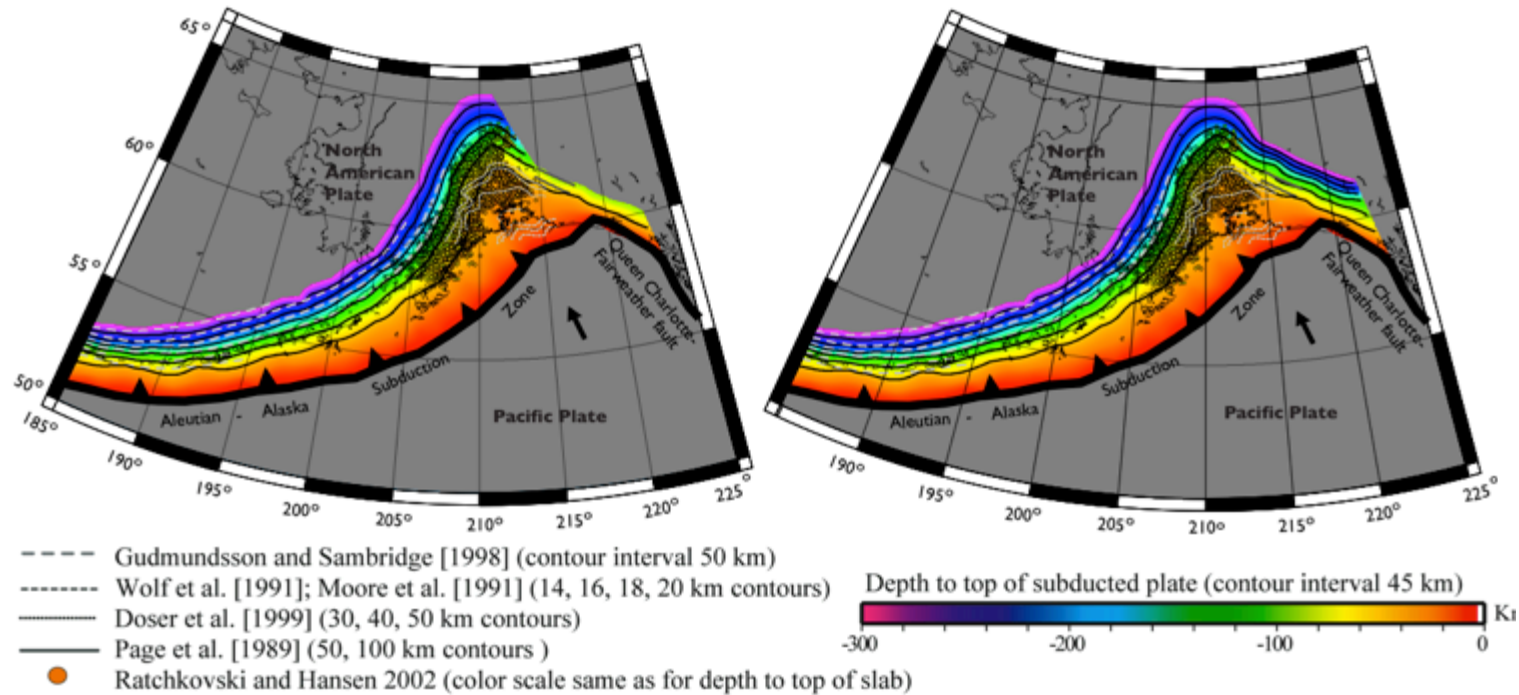 65°
60°
55°
50°
185°
190°
195°
200°
205°
210°
215°
220°
225°
North
American
Plate
Queen Charlotte-
Fairweather fault
Zone
Subduction
Aleutian - Alaska
Pacific Plate
190°
195°
200°
205°
210°
215°
220°
225°
North
American
Plate
Queen Charlotte-
Fairweather fault
Zone
Subduction
Aleutian - Alaska
Pacific Plate
Gudmundsson and Sambridge [1998] (contour interval 50 km)
Wolf et al. [1991]; Moore et al. [1991] (14, 16, 18, 20 km contours)
Doser et al. [1999] (30, 40, 50 km contours)
Page et al. [1989] (50, 100 km contours )
Ratchkovski and Hansen 2002 (color scale same as for depth to top of slab)
Depth to top of subducted plate (contour interval 45 km)
-300 -200 -100 0